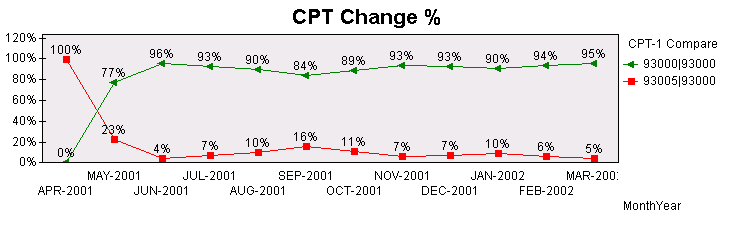 CPT Change %
120%
100%
80%
60%
40%
20%
0%
100% 77% 96% 93% 90% 84% 89% 93% 93% 90% 94% 95%
0% 23% 4% 7% 10% 16% 11% 7% 7% 10% 6% 5%
MAY-2001 JUL-2001 SEP-2001 NOV-2001 JAN-2002 MAR-200
APR-2001 JUN-2001 AUG-2001 OCT-2001 DEC-2001 FEB-2002
MonthYear
CPT-1 Compare
93000|93000
93005|93000